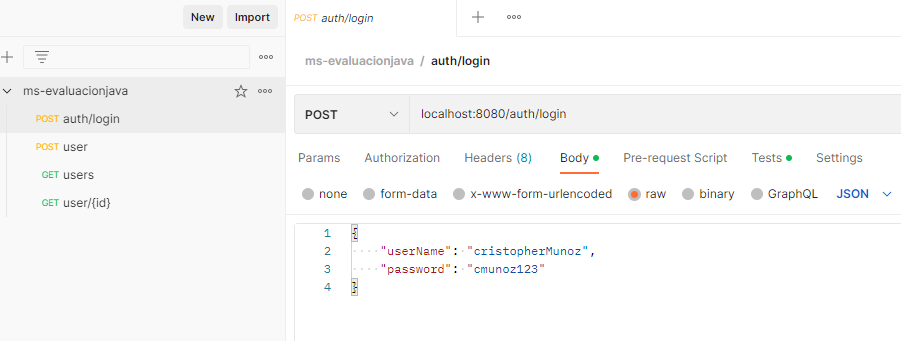 New Import
ms-evaluacionjava
POST auth/login
POST user
GET users
GET user/{id}
POST auth/login
ms-evaluacionjava / auth/login
POST localhost:8080/auth/login
Params Authorization Headers (8) Body Pre-request Script Tests Settings
none form-data x-www-form-urlencoded raw binary GraphQL JSON
1 {
2 "userName": "cristopherMunoz",
3 "password": "cmunoz123"
4 }